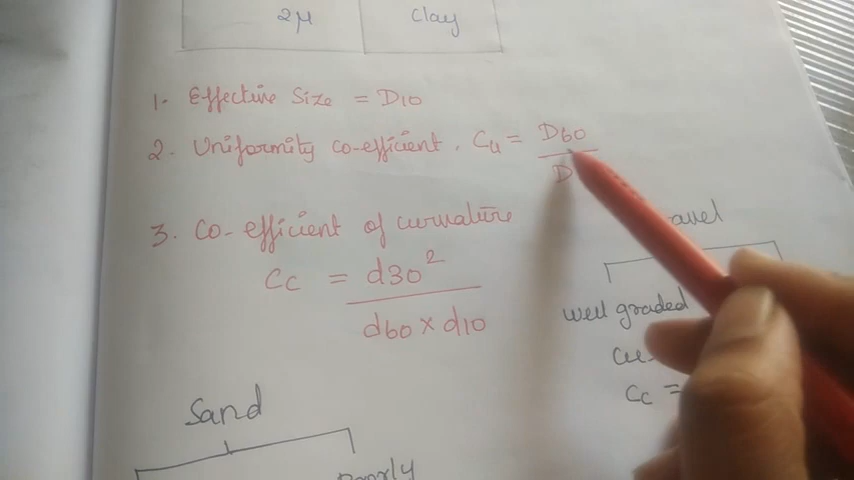 2μ Clay
1. Effective Size = D10
2. Uniformity co-efficient. Cu = D60
D
3. Co-efficient of curvature
Cc = d30²
d60 × d10
well graded
Cu
Cc =
Sand